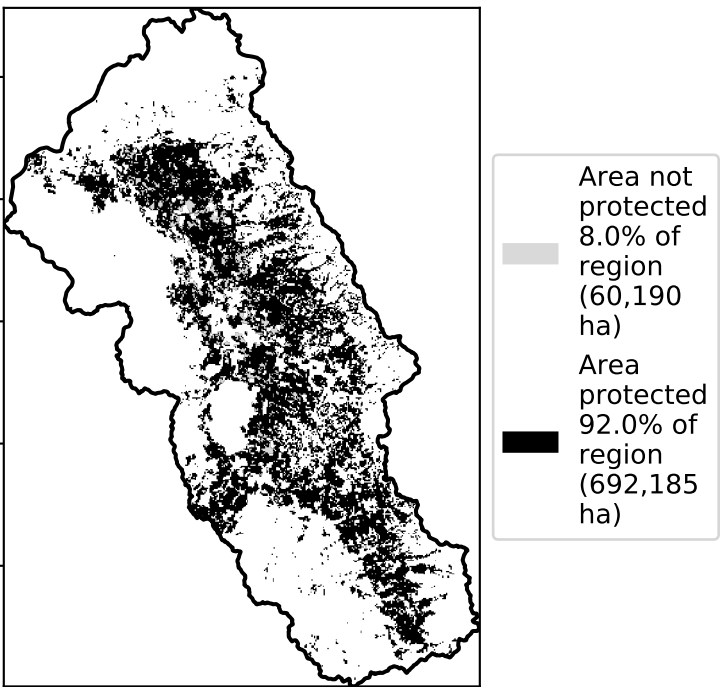 Area not
protected
8.0% of
region
(60,190
ha)
Area
protected
92.0% of
region
(692,185
ha)